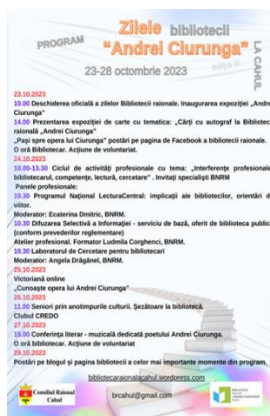 PROGRAM
Zilele bibliotecii
"Andrei Ciurunga"
LA CAHUL
23-28 octombrie 2023
ediția
23.10.2023
10.00 Deschiderea oficială a zilelor Bibliotecii raionale. Inaugurarea expoziției „Andrei
Ciurunga"
14.00 Prezentarea expoziției de carte cu tematica: „Cărți cu autograf la Bibliotec
raională „Andrei Ciurunga"
„Pași spre opera lui Ciurunga" postări pe pagina de Facebook a bibliotecii raionale.
O oră Bibliotecar. Acțiune de voluntariat.
24.10.2023
10.00-13.30 Ciclul de activități profesionale cu tema: „Interferențe profesionale
bibliotecarul, competențe, lectură, cercetare" . Invitați specialiști BNRM
Panele profesionale:
10.30 Programul Național LecturaCentral: implicații ale bibliotecilor, orientări d
viitor.
Moderator: Ecaterina Dmitric, BNRM.
10.30 Difuzarea Selectivă a Informației - serviciu de bază, oferit de biblioteca public
(conform prevederilor reglementare)
Atelier profesional. Formator Ludmila Corghenci, BNRM.
10.30 Laboratorul de Cercetare pentru bibliotecari
Moderator: Angela Drăgănel, BNRM.
25.10.2023
Victorină online
„Cunoaște opera lui Andrei Ciurunga"
26.10.2023
11.00 Seniori prin anotimpurile culturii. Șezătoare la bibliotecă.
Clubul CREDO
27.10.2023
15.00 Conferința literar - muzicală dedicată poetului Andrei Ciurunga.
O oră bibliotecar. Acțiune de voluntariat
28.10.2023
Postări pe blogul și pagina bibliotecii a celor mai importante momente din program.
bibliotecaraionalacahul.wordpress.com
Consiliul Raional
Cahul
brcahul@gmail.com